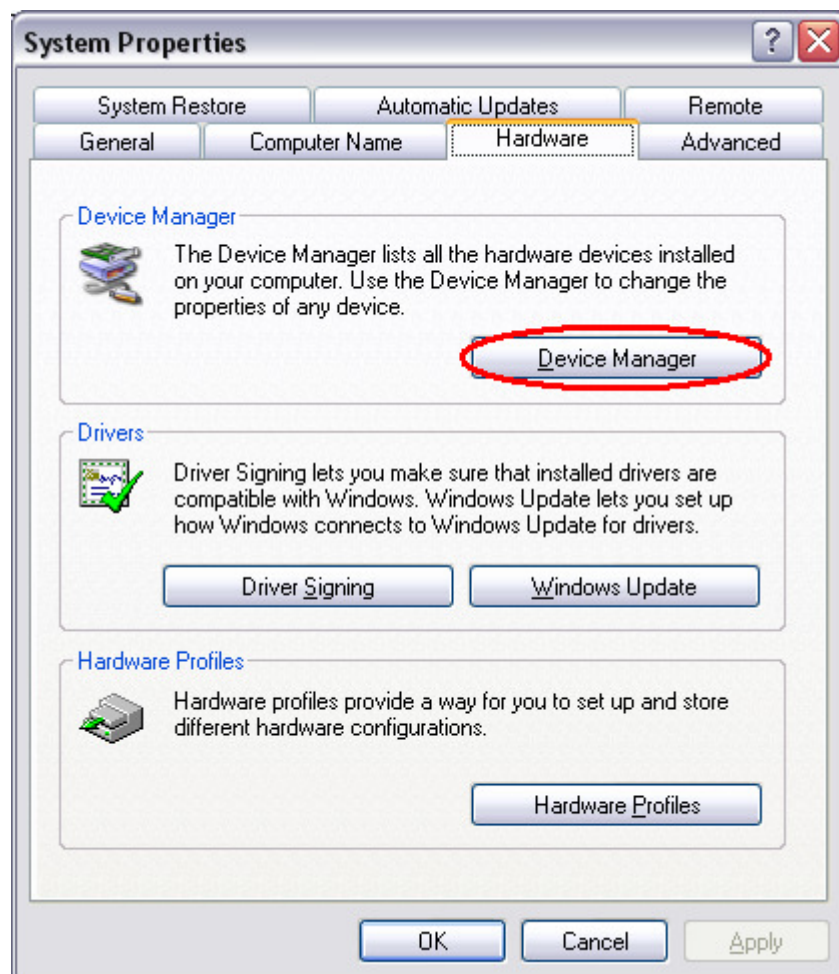 System Properties
System Restore Automatic Updates Remote
General Computer Name Hardware Advanced
Device Manager
The Device Manager lists all the hardware devices installed
on your computer. Use the Device Manager to change the
properties of any device.
Device Manager
Drivers
Driver Signing lets you make sure that installed drivers are
compatible with Windows. Windows Update lets you set up
how Windows connects to Windows Update for drivers.
Driver Signing Windows Update
Hardware Profiles
Hardware profiles provide a way for you to set up and store
different hardware configurations.
Hardware Profiles
OK Cancel Apply